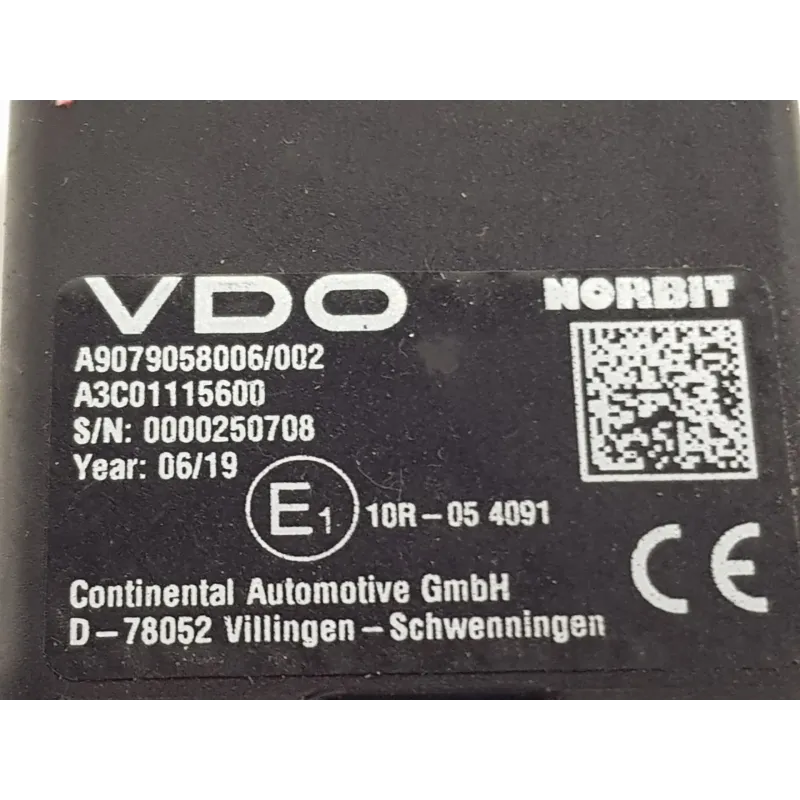 VDO
NORBIT
A9079058006/002
A3C01115600
S/N: 0000250708
Year: 06/19
E1 10R-05 4091
CE
Continental Automotive GmbH
D-78052 Villingen-Schwenningen